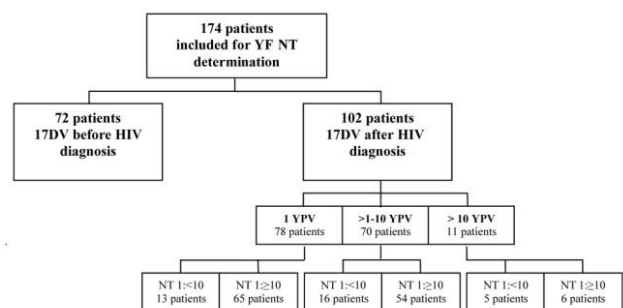 174 patients
included for YF NT
determination
72 patients
17DV before HIV
diagnosis
102 patients
17DV after HIV
diagnosis
1 YPV
78 patients
>1-10 YPV
70 patients
> 10 YPV
11 patients
NT 1:<10
13 patients
NT 1:≥10
65 patients
NT 1:<10
16 patients
NT 1:≥10
54 patients
NT 1:<10
5 patients
NT 1:≥10
6 patients